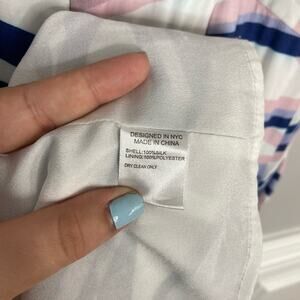 DESIGNED IN NYC
MADE IN CHINA
SHELL:100%SILK
LINING:100%POLYESTER
DRY CLEAN ONLY